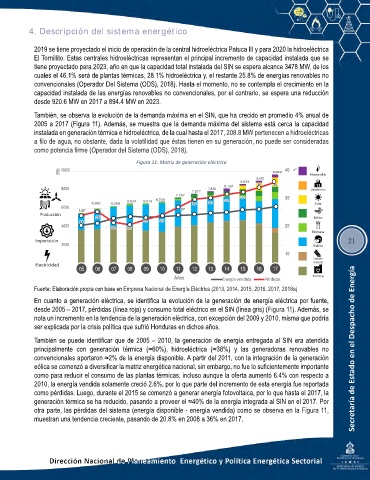 4. Descripción del sistema energético
2019 se tiene proyectado el inicio de operación de la central hidroeléctrica Patuca III y para 2020 la hidroeléctrica
El Tornillito. Estas centrales hidroeléctricas representan el principal incremento de capacidad instalada que se
tiene proyectado para 2023, año en que la capacidad total instalada del SIN se espera alcance 3478 MW, de los
cuales el 46.1% será de plantas térmicas, 28.1% hidroeléctrica y, el restante 25.8% de energías renovables no
convencionales (Operador Del Sistema (ODS), 2018). Hasta el momento, no se contempla el crecimiento en la
capacidad instalada de las energías renovables no convencionales, por el contrario, se espera una reducción
desde 920.6 MW en 2017 a 894.4 MW en 2023.
También, se observa la evolución de la demanda máxima en el SIN, que ha crecido en promedio 4% anual de
2005 a 2017 (Figura 11). Además, se muestra que la demanda máxima del sistema está cerca la capacidad
instalada en generación térmica e hidroeléctrica, de la cual hasta el 2017, 208.9 MW pertenecen a hidroeléctricas
a filo de agua, no obstante, dada la volatilidad que éstas tienen en su generación, no puede ser consideradas
como potencia firme (Operador del Sistema (ODS), 2018).
Figura 11. Matriz de generación eléctrica
10000
8000
6000
4000
2000
40
30
20
10
Producción
Importación
Electricidad
05 06 07 08 09 10 11 12 13 14 15 16 17
Años
Energía vendida
Pérdidas
Solar
Eólica
Biomasa
Fuente: Elaboración propia con base en Empresa Nacional de Energía Eléctrica (2013, 2014, 2015, 2016, 2017, 2018a)
En cuanto a generación eléctrica, se identifica la evolución de la generación de energía eléctrica por fuente,
desde 2005 – 2017, pérdidas (línea roja) y consumo total eléctrico en el SIN (línea gris) (Figura 11). Además, se
nota un incremento en la tendencia de la generación eléctrica, con excepción del 2009 y 2010, misma que podría
ser explicada por la crisis política que sufrió Honduras en dichos años.
También se puede identificar que de 2005 – 2010, la generación de energía entregada al SIN era atendida
principalmente con generación térmica (≈60%), hidroeléctrica (≈38%) y las generaciones renovables no
convencionales aportaron ≈2% de la energía disponible. A partir del 2011, con la integración de la generación
eólica se comenzó a diversificar la matriz energética nacional, sin embargo, no fue lo suficientemente importante
como para reducir el consumo de las plantas térmicas, incluso aunque la oferta aumentó 6.4% con respecto a
2010, la energía vendida solamente creció 2.6%, por lo que parte del incremento de esta energía fue reportada
como pérdidas. Luego, durante el 2015 se comenzó a generar energía fotovoltaica, por lo que hasta el 2017, la
generación térmica se ha reducido, pasando a proveer el ≈40% de la energía integrada al SIN en el 2017. Por
otra parte, las pérdidas del sistema (energía disponible - energía vendida) como se observa en la Figura 11,
muestran una tendencia creciente, pasando de 20.8% en 2008 a 36% en 2017.
21
Secretaría de Estado en el Despacho de Energía
Dirección Nacional de Planeamiento Energético y Política Energética Sectorial